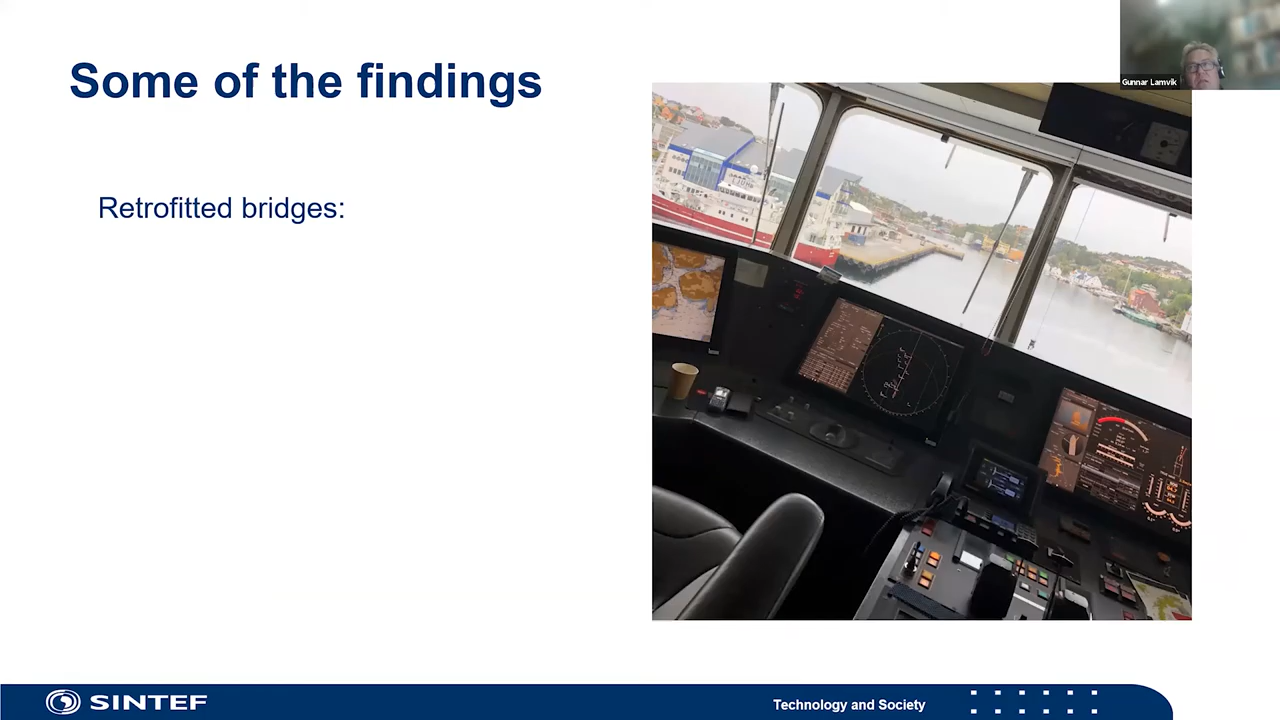 Some of the findings
Gunnar Lamvik
Retrofitted bridges:
SINTEF
Technology and Society